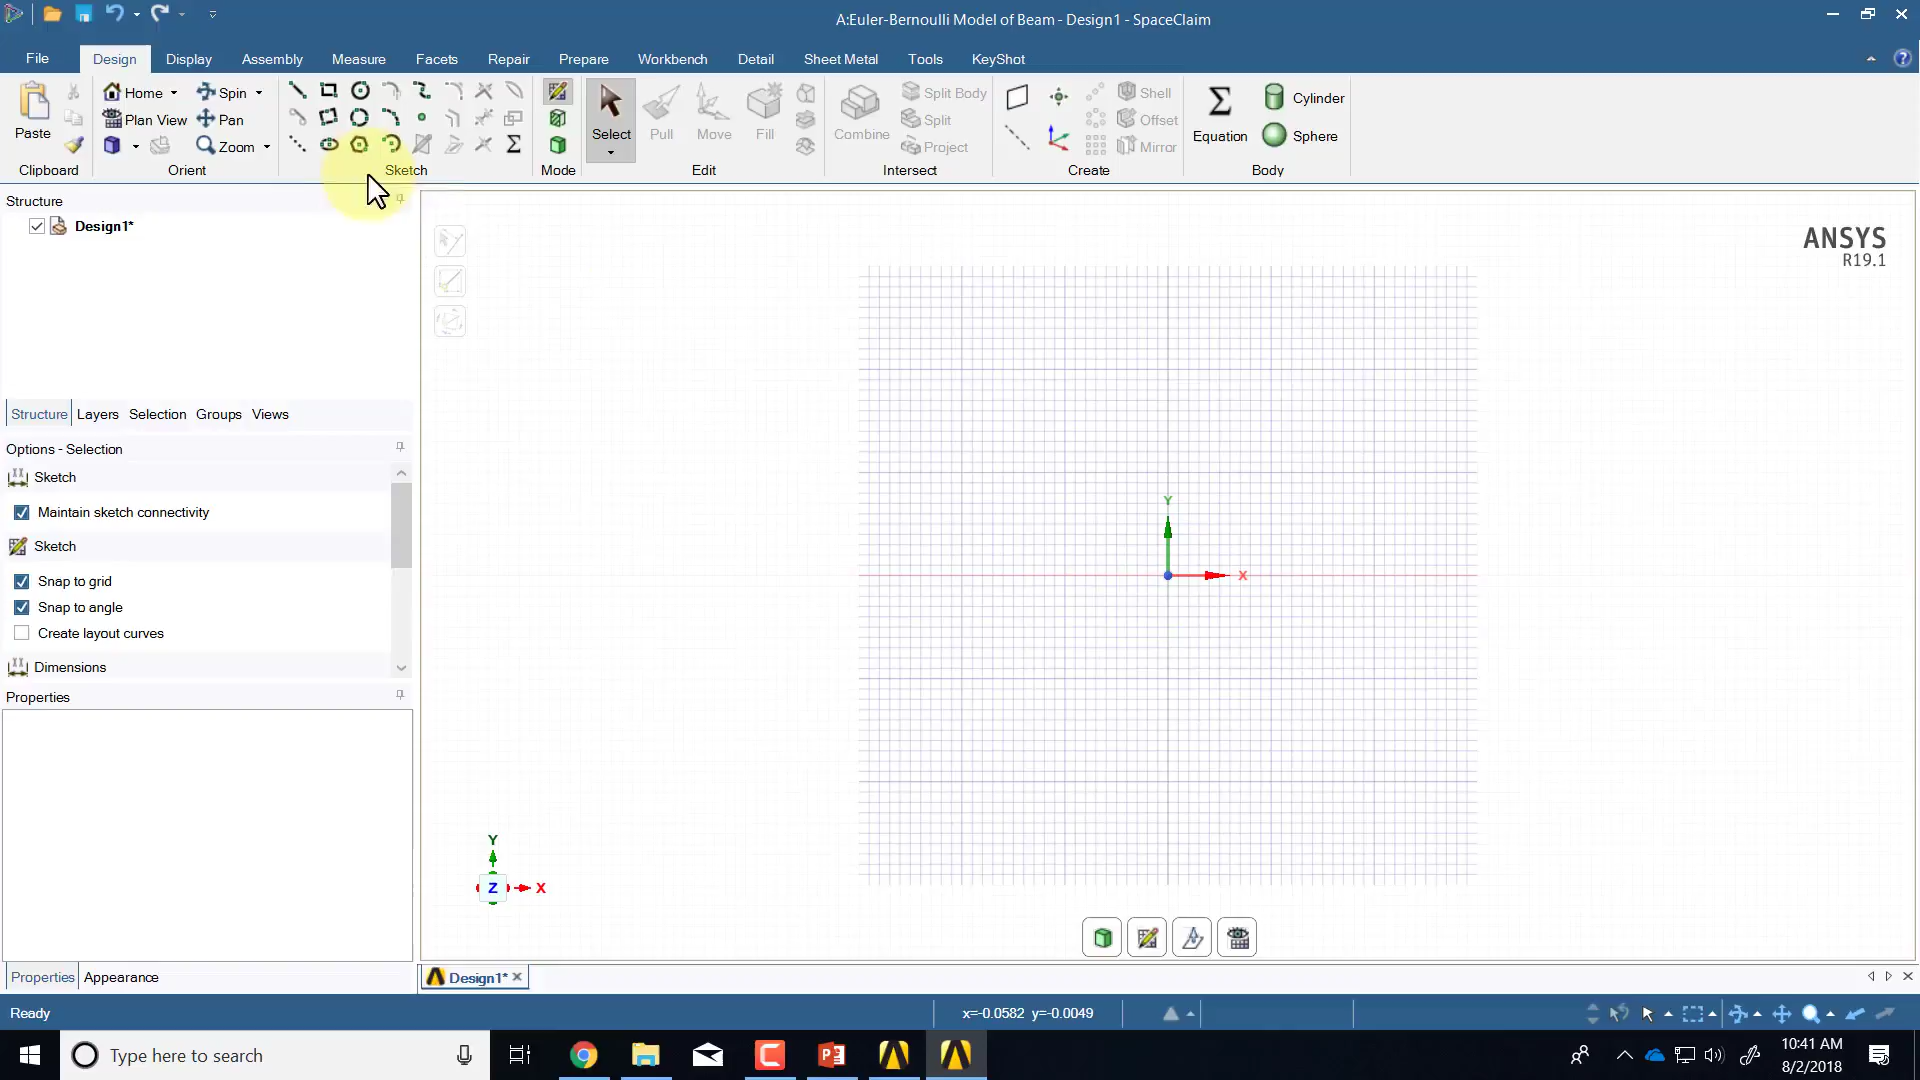 A:Euler-Bernoulli Model of Beam - Design1 - SpaceClaim
File Design Display Assembly Measure Facets Repair Prepare Workbench Detail Sheet Metal Tools KeyShot
Paste
Clipboard
Home Spin
Plan View Pan
Zoom
Orient
Sketch
Mode
Select Pull Move Fill
Edit
Combine
Split Body
Split
Project
Intersect
Shell
Offset
Mirror
Create
Equation
Cylinder
Sphere
Body
Structure
Design1*
Structure Layers Selection Groups Views
Options - Selection
Sketch
Maintain sketch connectivity
Sketch
Snap to grid
Snap to angle
Create layout curves
Dimensions
Properties
Properties Appearance
ANSYS
R19.1
Y
X
Y
Z X
Design1*
Ready
x=-0.0582 y=-0.0049
Type here to search
10:41 AM
8/2/2018